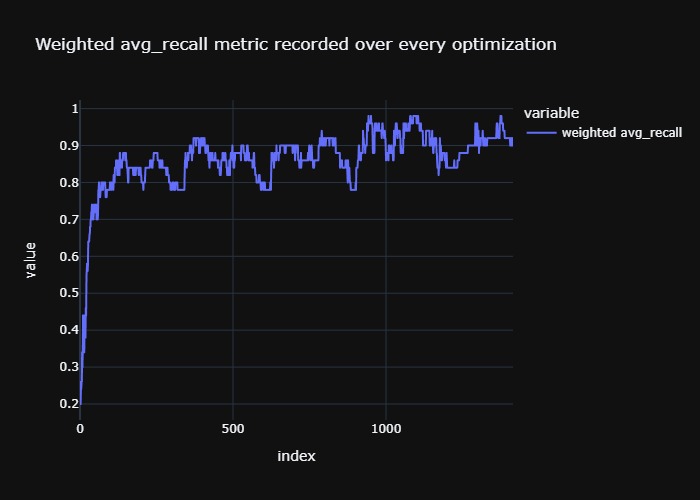 Weighted avg_recall metric recorded over every optimization
variable
weighted avg_recall
value
1
0.9
0.8
0.7
0.6
0.5
0.4
0.3
0.2
0
500
1000
index